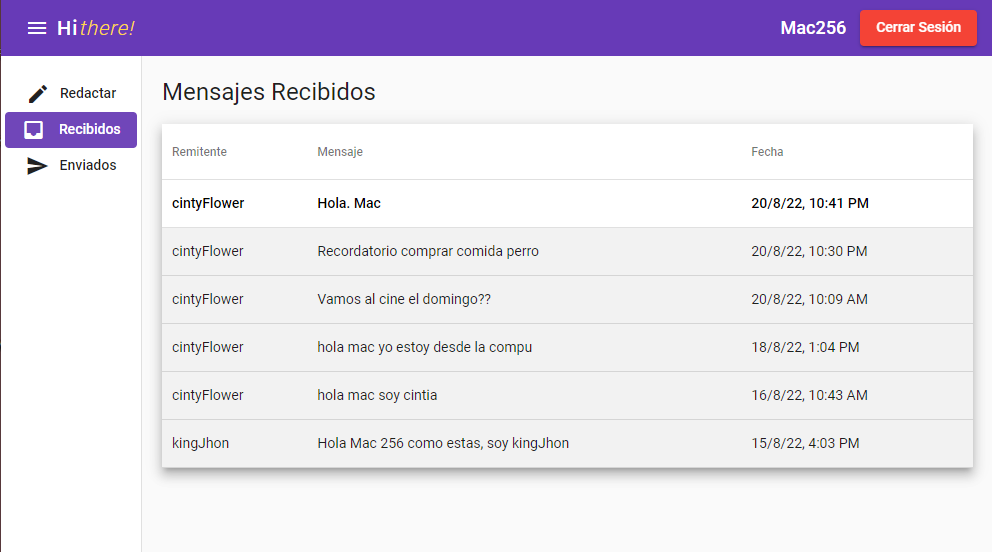 Hi there! Mac256 Cerrar Sesión
Redactar
Recibidos
Enviados
Mensajes Recibidos
Remitente Mensaje Fecha
cintyFlower Hola. Mac 20/8/22, 10:41 PM
cintyFlower Recordatorio comprar comida perro 20/8/22, 10:30 PM
cintyFlower Vamos al cine el domingo?? 20/8/22, 10:09 AM
cintyFlower hola mac yo estoy desde la compu 18/8/22, 1:04 PM
cintyFlower hola mac soy cintia 16/8/22, 10:43 AM
kingJhon Hola Mac 256 como estas, soy kingJhon 15/8/22, 4:03 PM